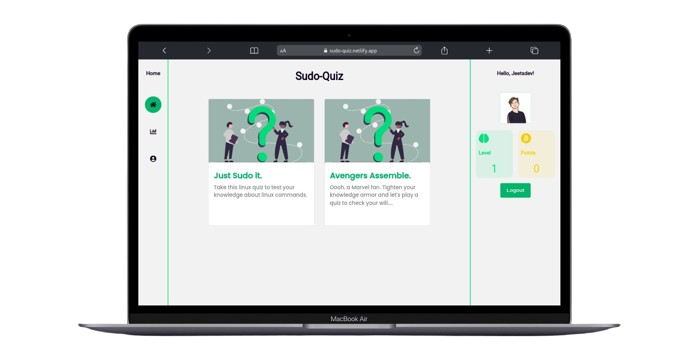 AA
sudo-quiz.netlify.app
Home
Sudo-Quiz
Hello, Jeetadev!
Just Sudo It.
Take this linux quiz to test your
knowledge about linux commands.
Avengers Assemble.
Oooh, a Marvel fan. Tighten your
knowledge armor and let's play a
quiz to check your will....
Level
1
Points
0
Logout
MacBook Air